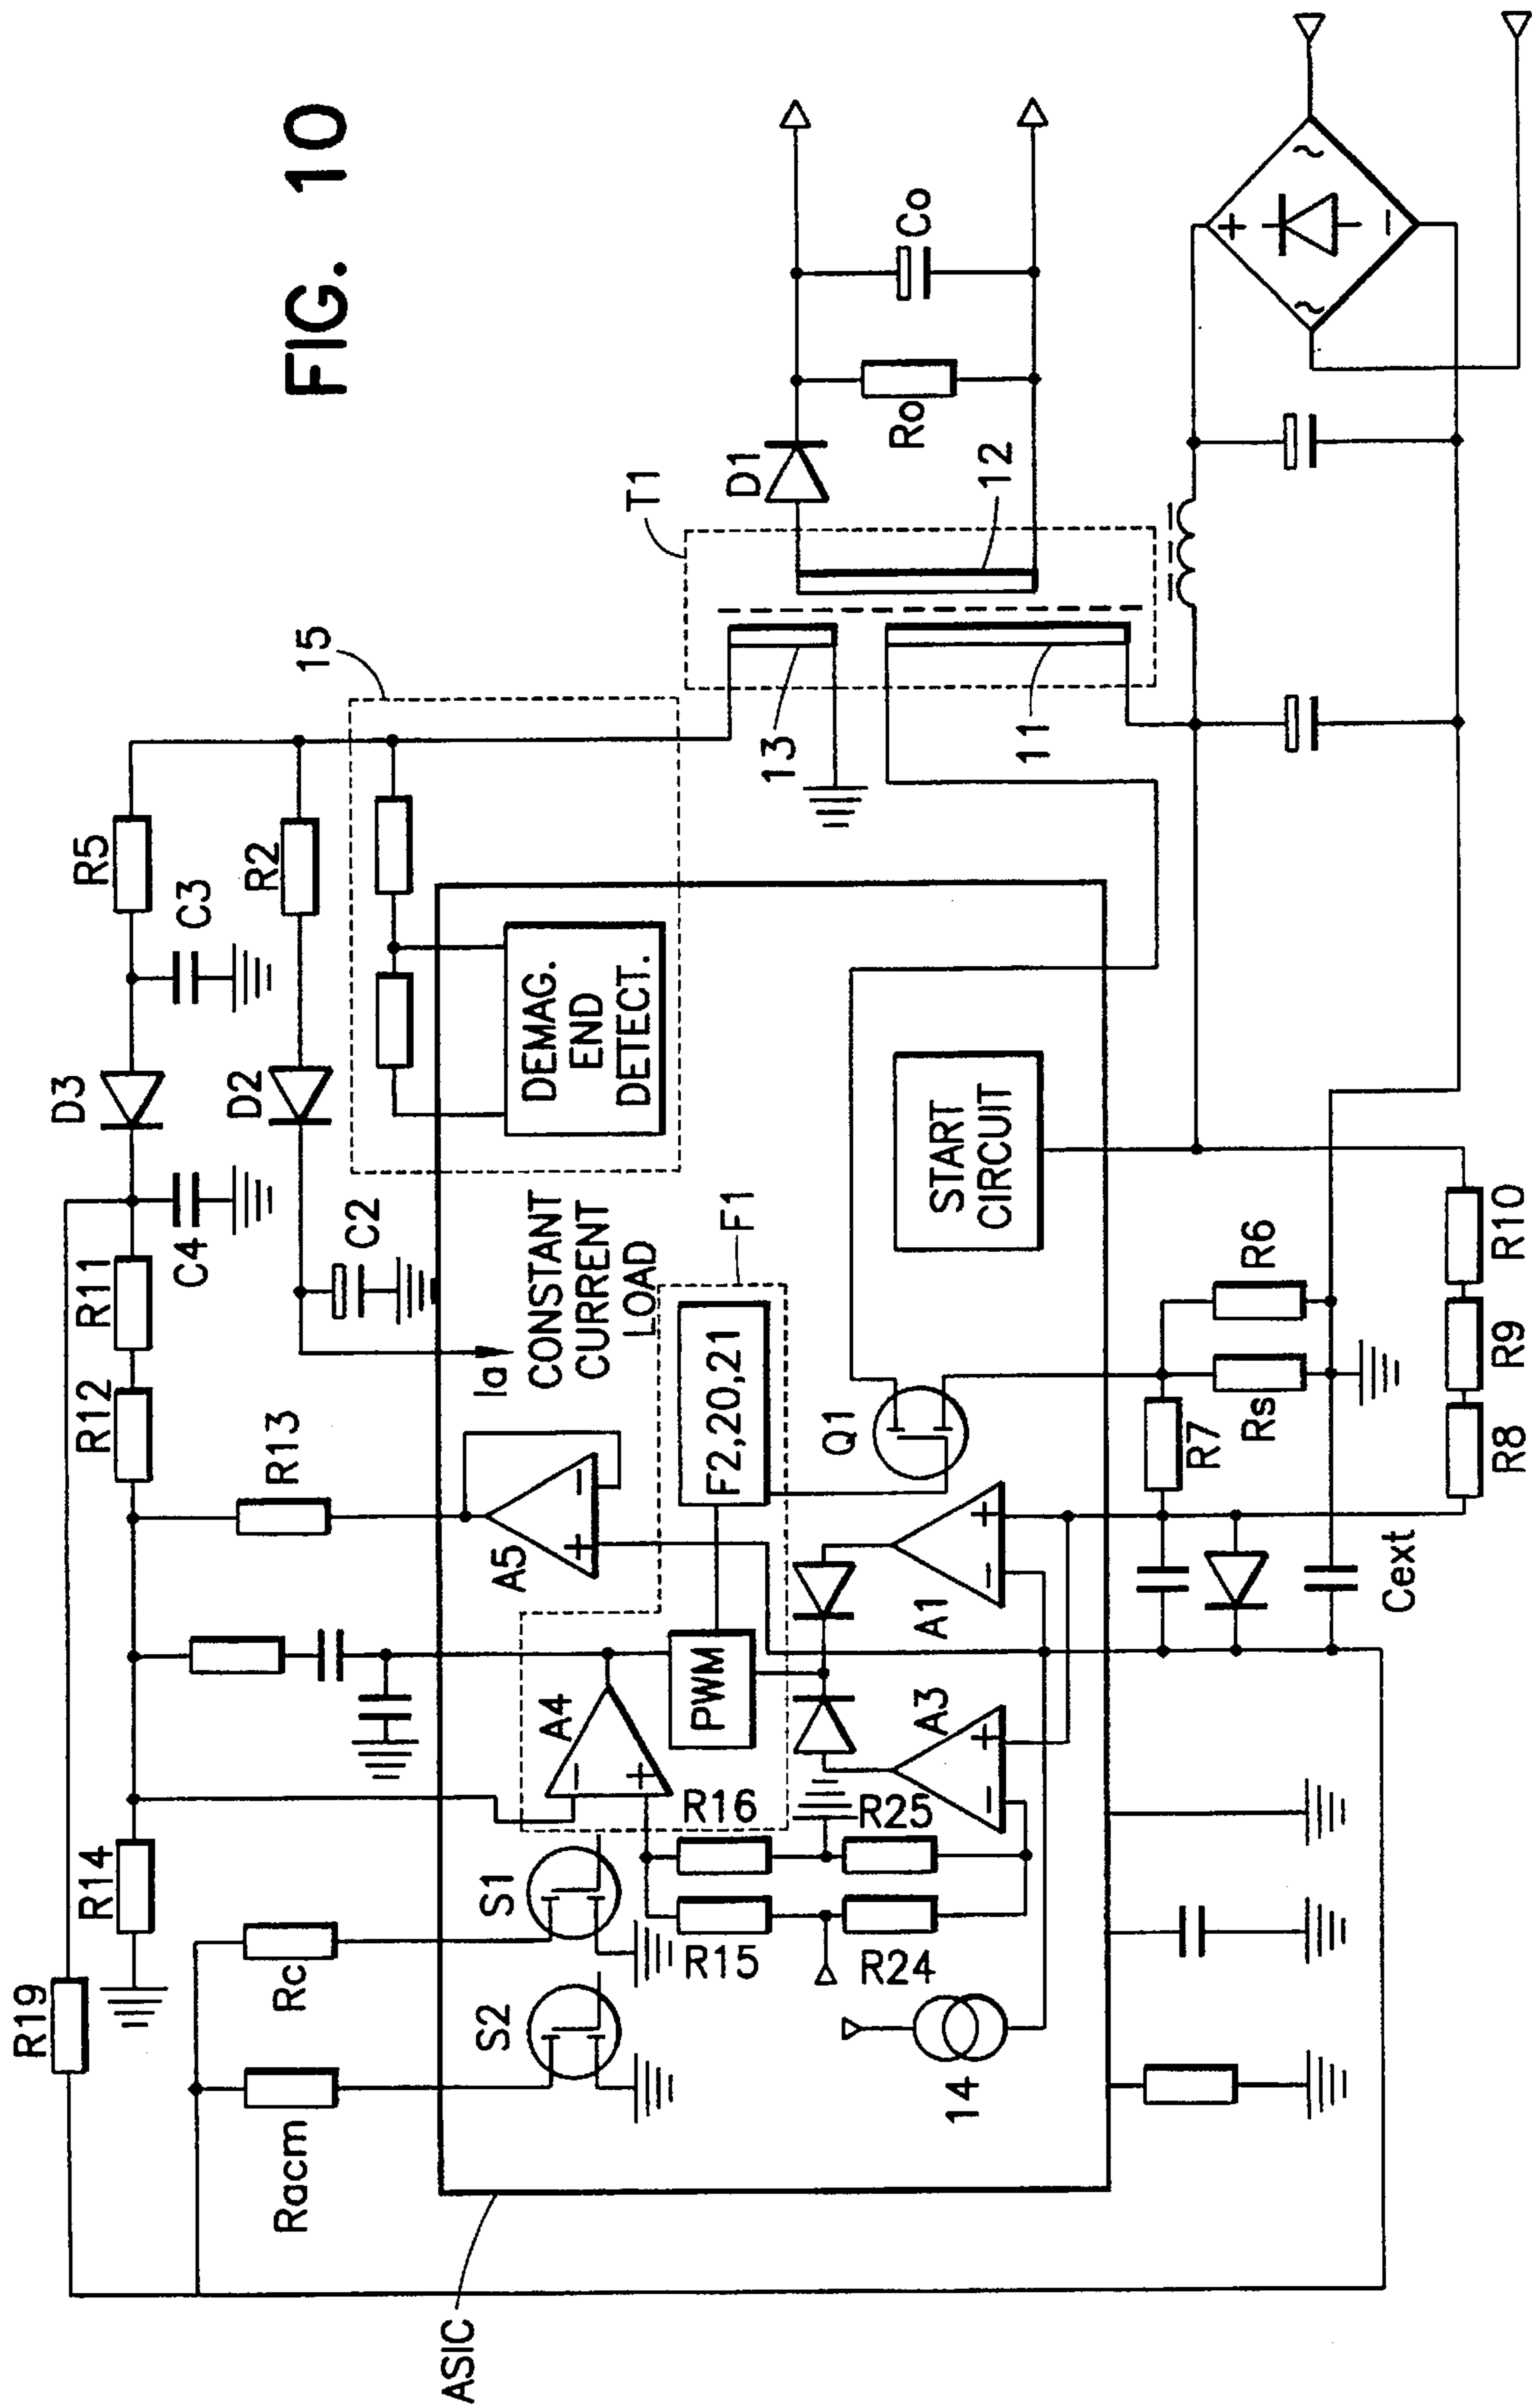 FIG. 10
R19
R14
R12
R11
D3
R5
C4
C3
Racm
Rc
R13
D2
R2
C2
Ia
CONSTANT
CURRENT
LOAD
15
DEMAG.
END
DETECT.
T1
D1
Ro
Co
12
13
11
ASIC
S2
S1
A4
A5
F1
PWM
F2,20,21
R15
R16
R24
R25
14
A3
A1
Q1
START
CIRCUIT
R7
Rs
R6
Cext
R8
R9
R10
+
−
~
~
−
+
+
−
−
+
−
+